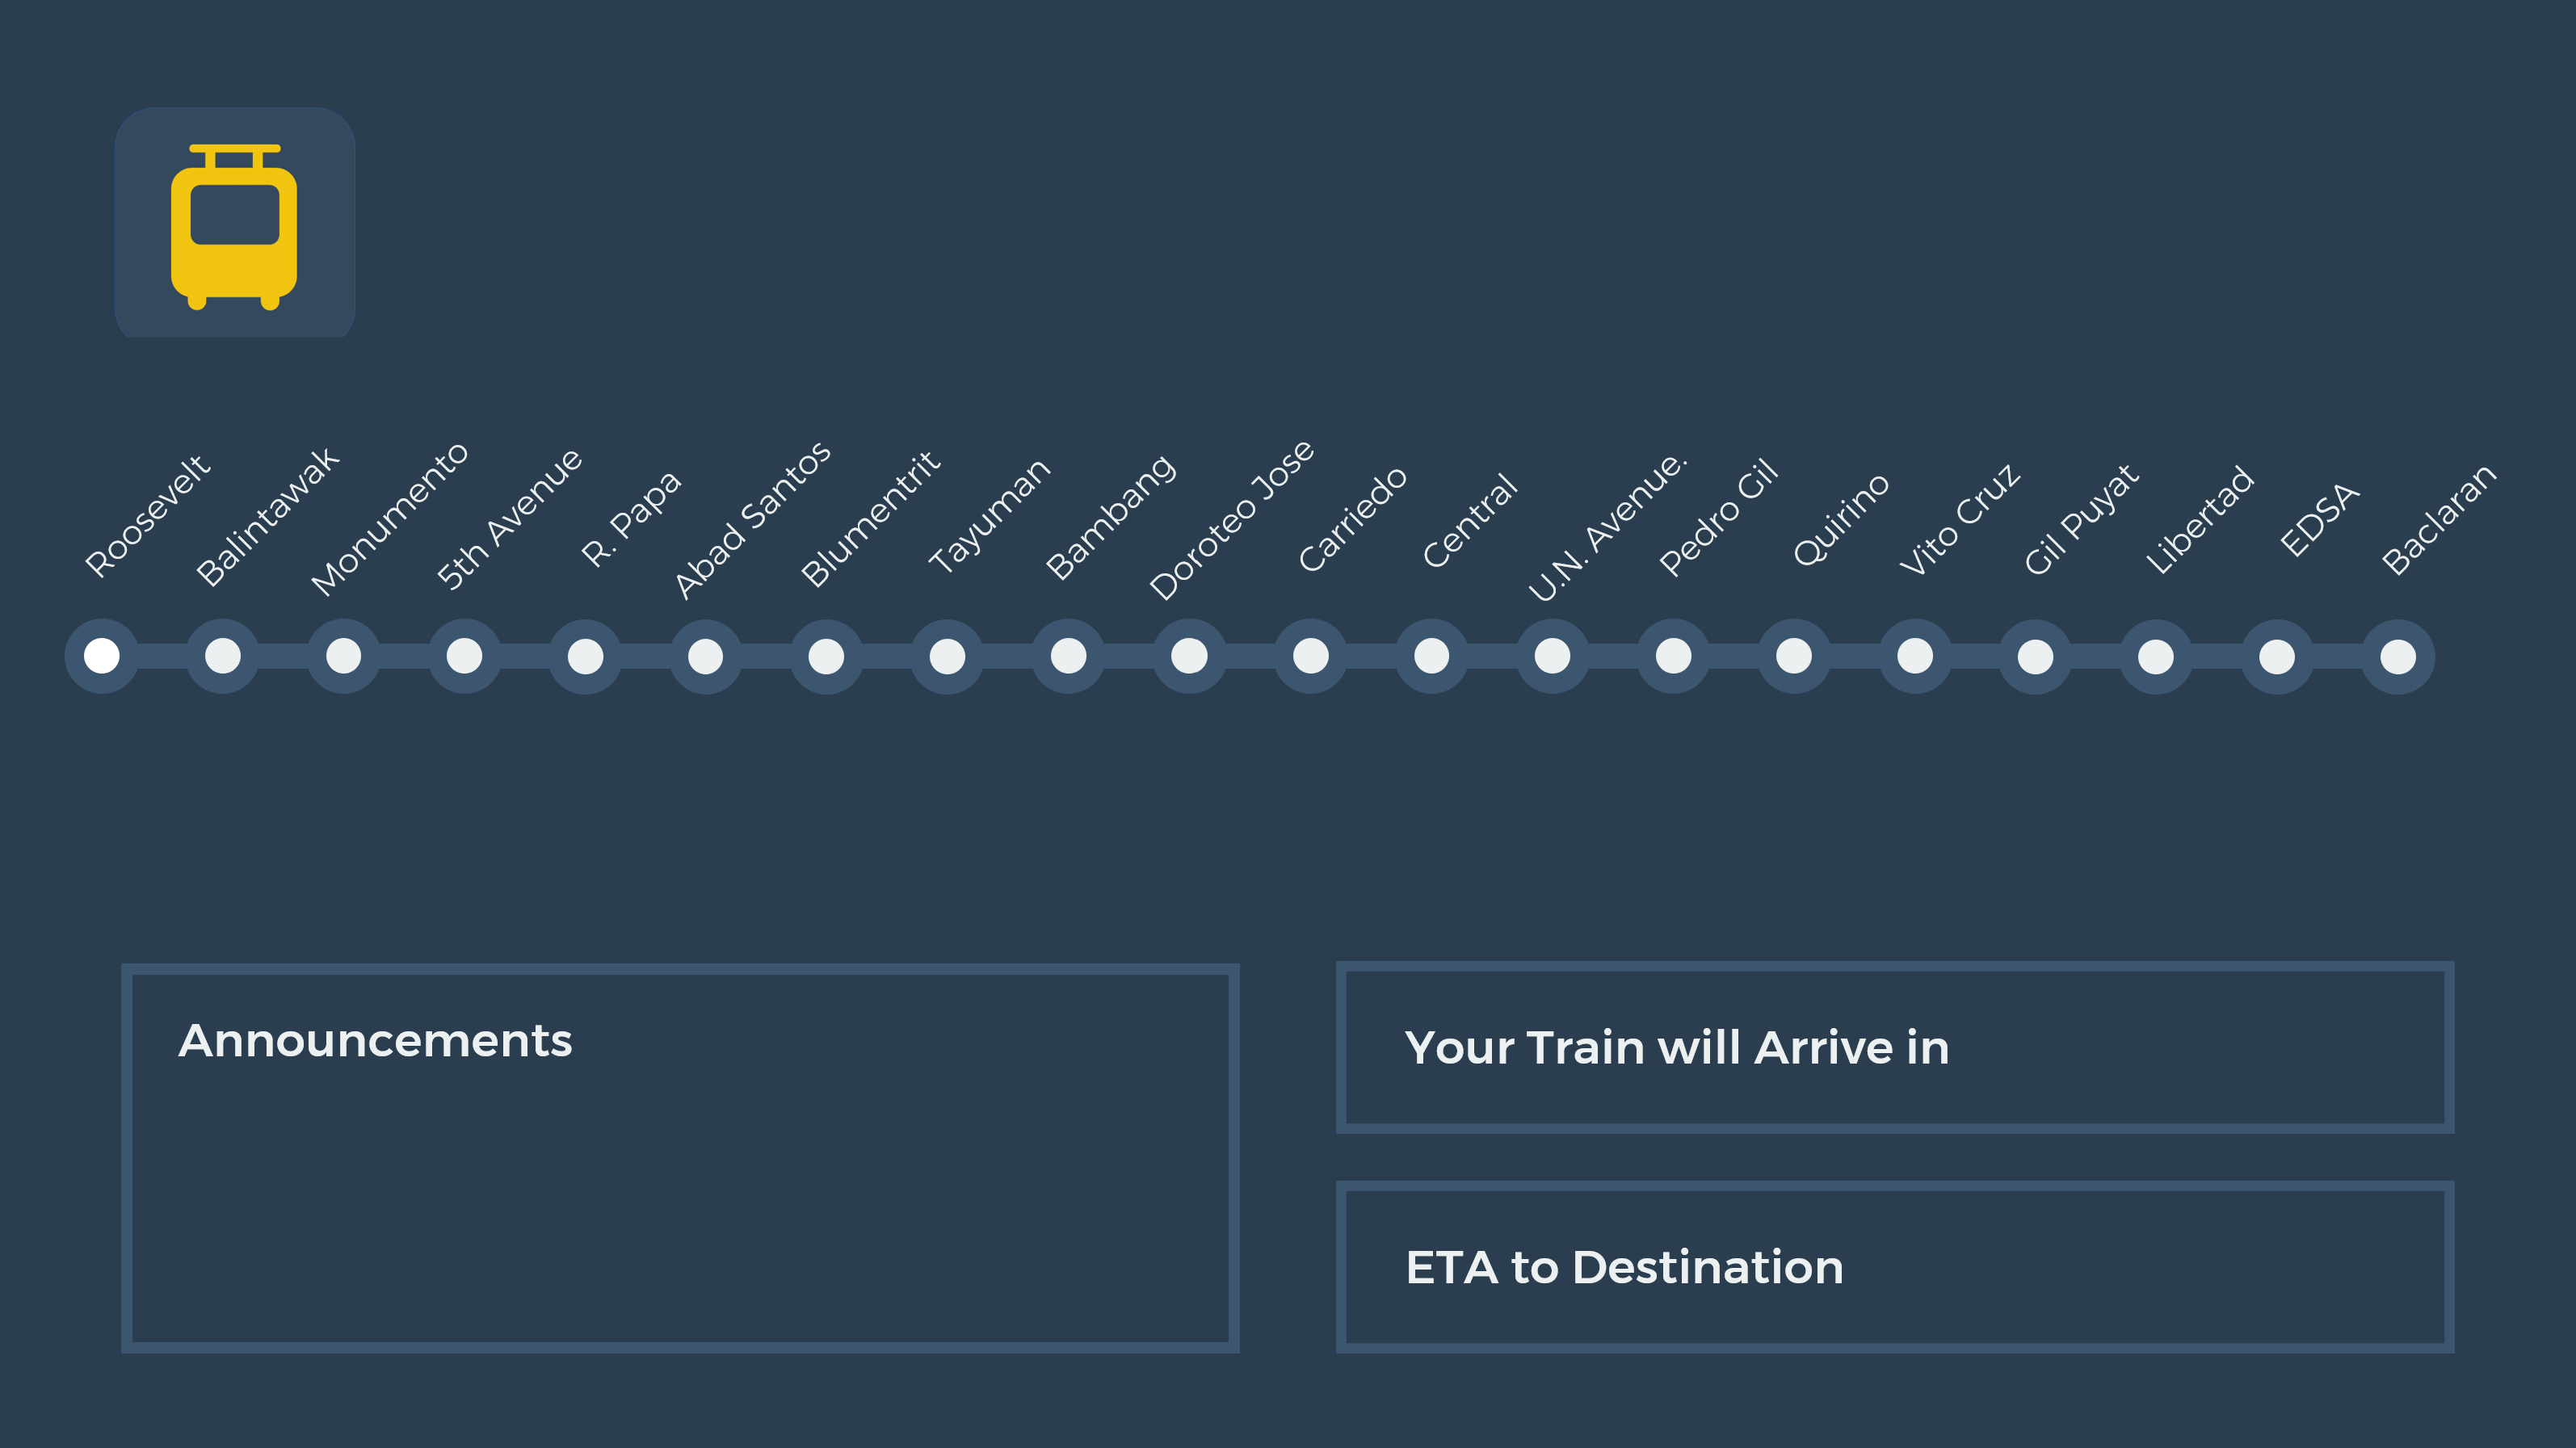 Roosevelt
Balintawak
Monumento
5th Avenue
R. Papa
Abad Santos
Blumentrit
Tayuman
Bambang
Doroteo Jose
Carriedo
Central
U.N. Avenue.
Pedro Gil
Quirino
Vito Cruz
Gil Puyat
Libertad
EDSA
Baclaran
Announcements
Your Train will Arrive in
ETA to Destination